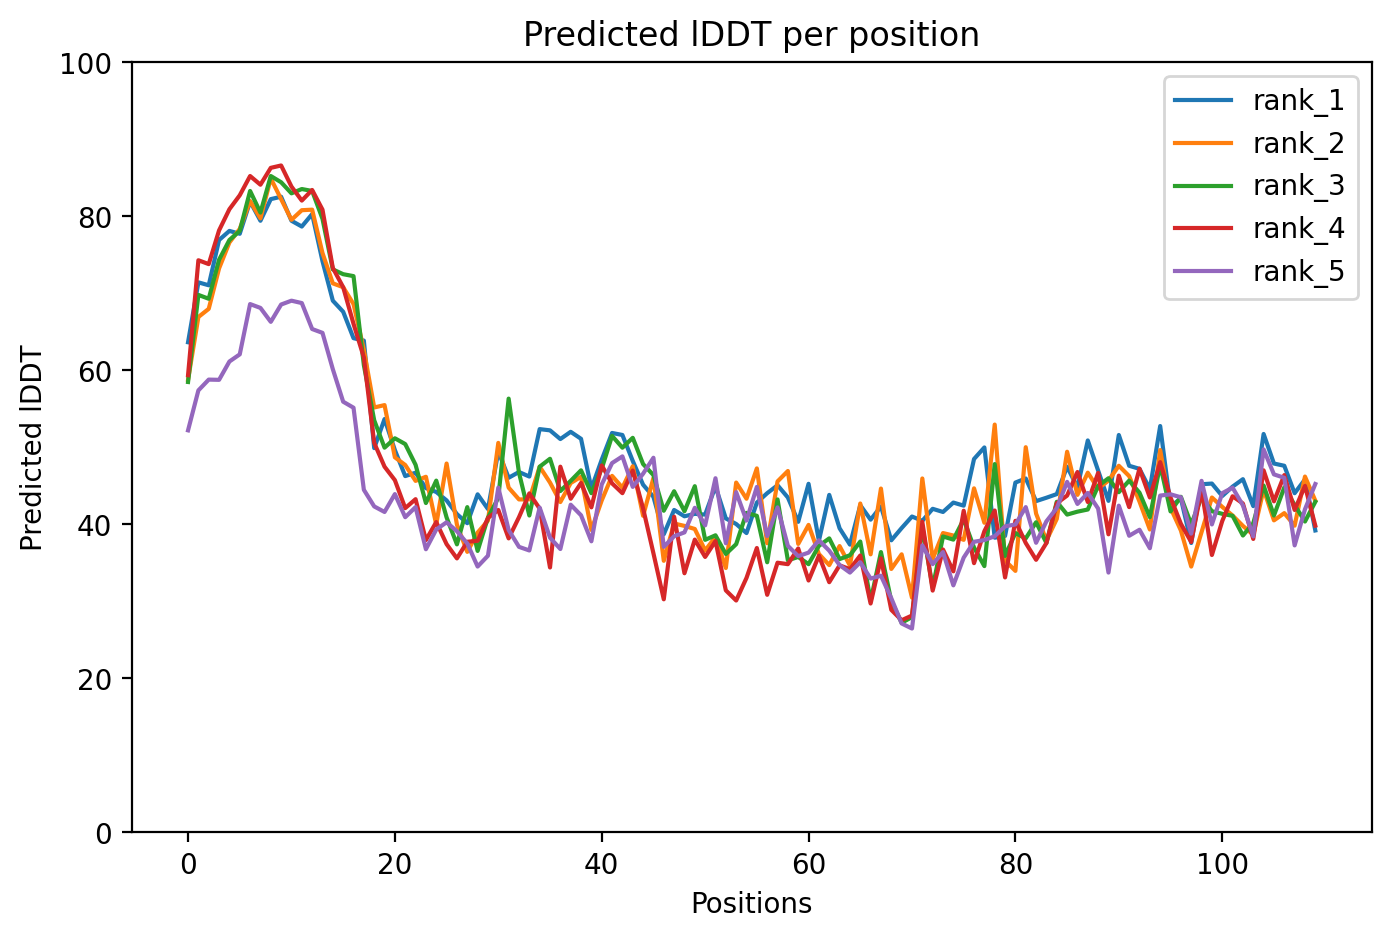 Predicted lDDT per position
100
80
60
40
20
0
Predicted lDDT
0 20 40 60 80 100
Positions
rank_1
rank_2
rank_3
rank_4
rank_5